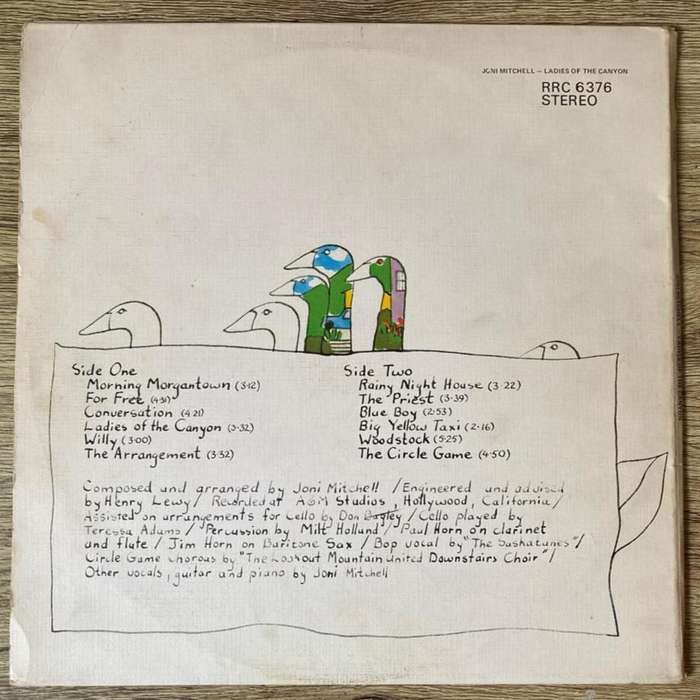 JONI MITCHELL – LADIES OF THE CANYON
RRC 6376
STEREO
Side One
Morning Morgantown (3·12)
For Free (4·31)
Conversation (4·21)
Ladies of the Canyon (3·32)
Willy (3·00)
The Arrangement (3·32)
Side Two
Rainy Night House (3·22)
The Priest (3·39)
Blue Boy (2·53)
Big Yellow Taxi (2·16)
Woodstock (5·25)
The Circle Game (4·50)
Composed and arranged by Joni Mitchell / Engineered and advised
by Henry Lewy / Recorded at A&M Studios, Hollywood, California /
Assisted on arrangements for Cello by Don Bagley / Cello played by
Teressa Adams / Percussion by Milt Holland / Paul Horn on clarinet
and flute / Jim Horn on Baritone Sax / Bop vocal by "The Saskatunes" /
Circle Game chorous by "The Lookout Mountain United Downstairs Choir" /
Other vocals, guitar and piano by Joni Mitchell